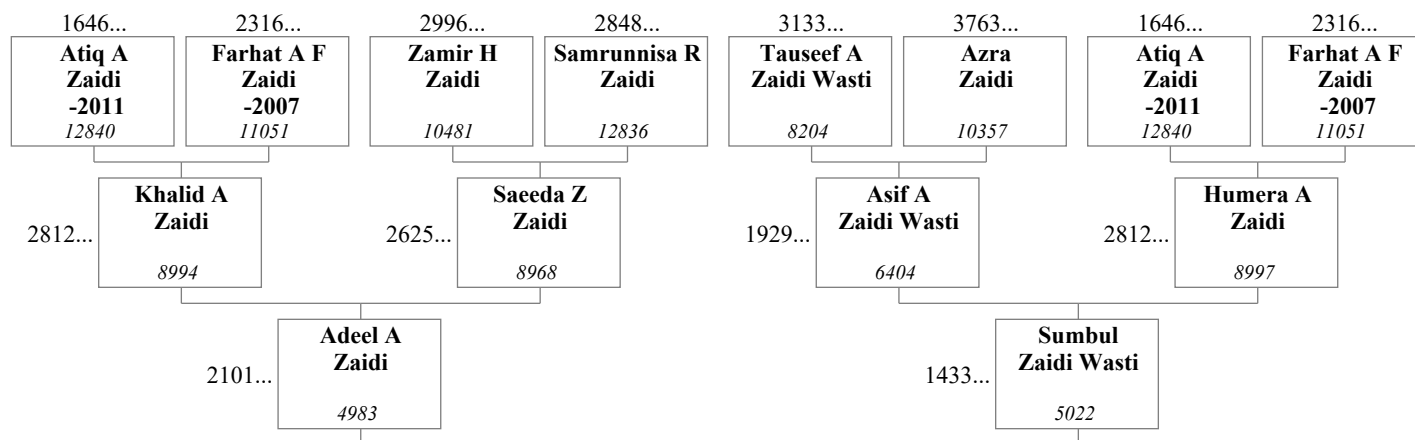 1646... 2316... 2996... 2848... 3133... 3763... 1646... 2316...
Atiq A Zaidi -2011 12840
Farhat A F Zaidi -2007 11051
Zamir H Zaidi 10481
Samrunnisa R Zaidi 12836
Tauseef A Zaidi Wasti 8204
Azra Zaidi 10357
Atiq A Zaidi -2011 12840
Farhat A F Zaidi -2007 11051
2812...
Khalid A
Zaidi
8994
2625...
Saeeda Z
Zaidi
8968
1929...
Asif A
Zaidi Wasti
6404
2812...
Humera A
Zaidi
8997
2101...
Adeel A
Zaidi
4983
1433...
Sumbul
Zaidi Wasti
5022